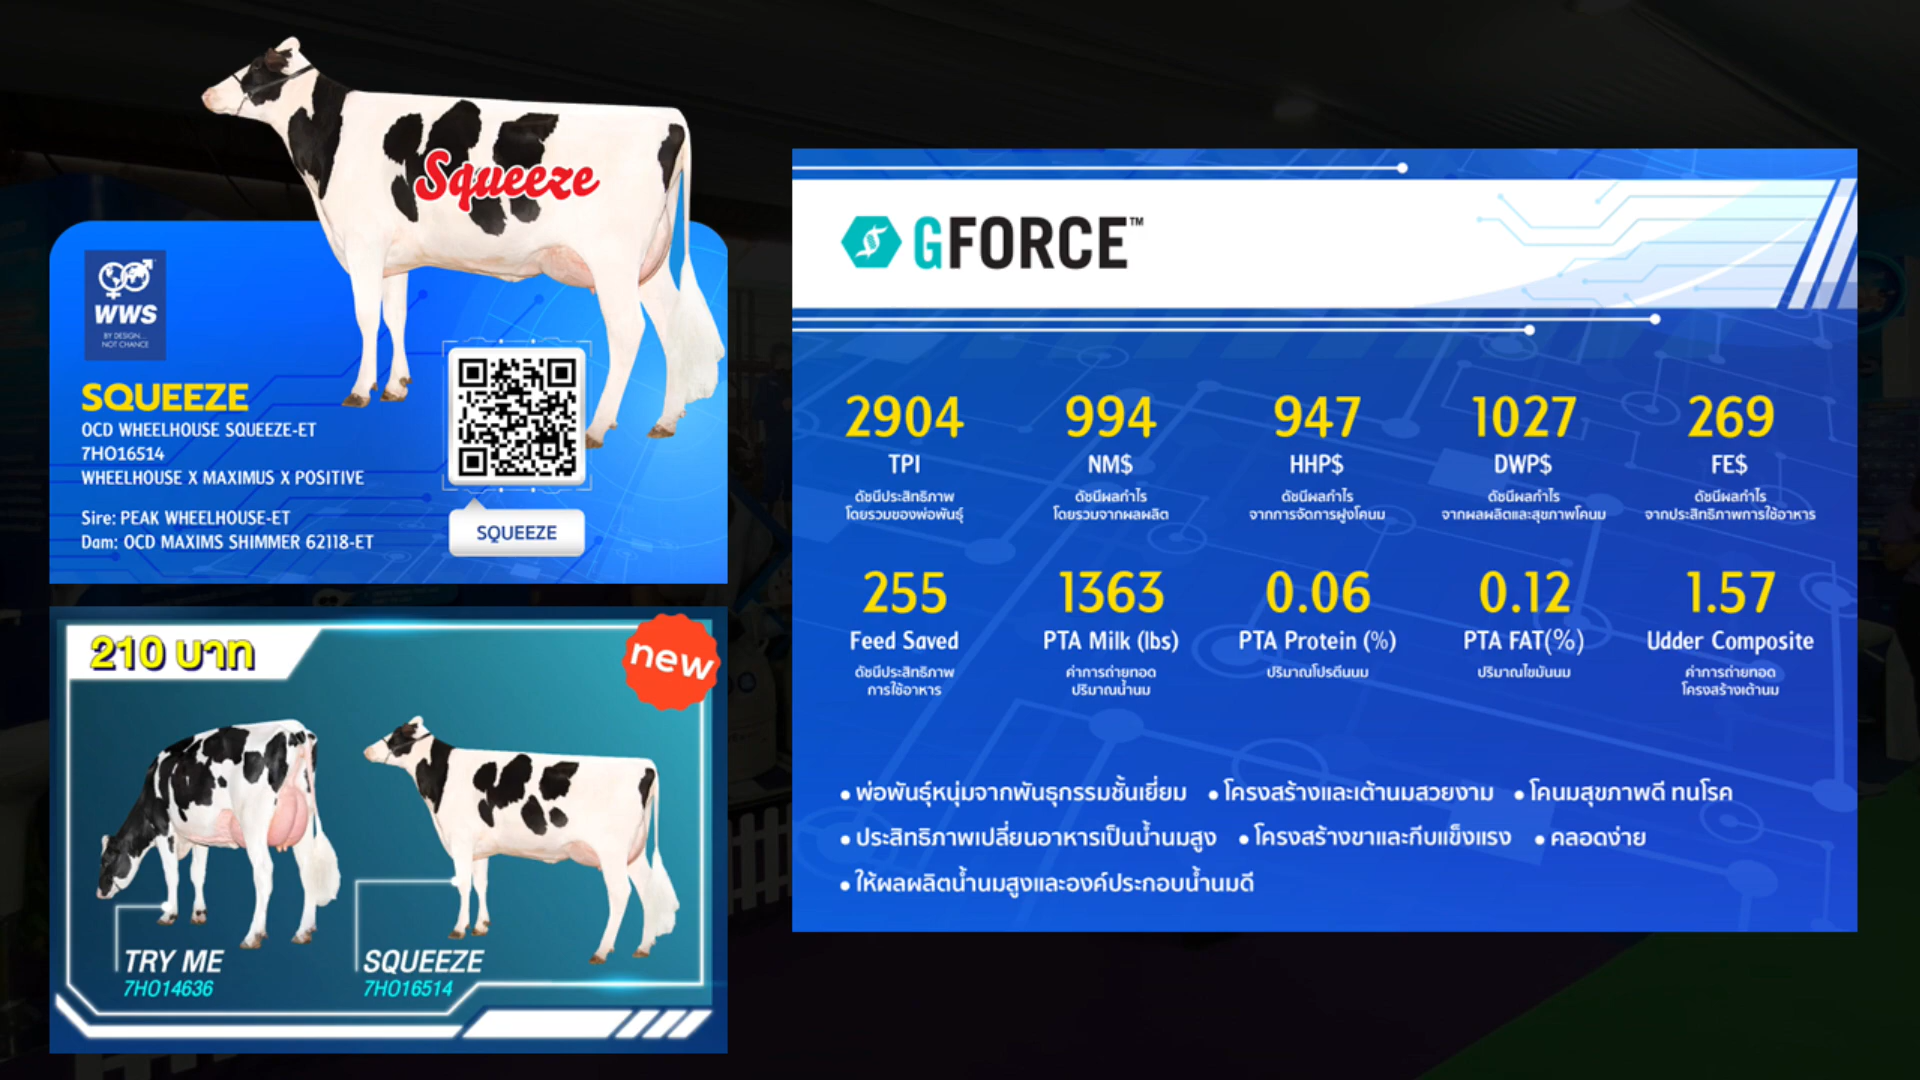 Squeeze
WWS
BY DESIGN...
NOT CHANCE
SQUEEZE
OCD WHEELHOUSE SQUEEZE-ET
7HO16514
WHEELHOUSE X MAXIMUS X POSITIVE
Sire: PEAK WHEELHOUSE-ET
Dam: OCD MAXIMS SHIMMER 62118-ET
SQUEEZE
210 บาท
new
TRY ME
7HO14636
SQUEEZE
7HO16514
GFORCE™
2904
TPI
ดัชนีประสิทธิภาพ
โดยรวมของพ่อพันธุ์
994
NM$
ดัชนีผลกำไร
โดยรวมจากผลผลิต
947
HHP$
ดัชนีผลกำไร
จากการจัดการฝูงโคนม
1027
DWP$
ดัชนีผลกำไร
จากผลผลิตและสุขภาพโคนม
269
FE$
ดัชนีผลกำไร
จากประสิทธิภาพการใช้อาหาร
255
Feed Saved
ดัชนีประสิทธิภาพ
การใช้อาหาร
1363
PTA Milk (lbs)
ค่าการถ่ายทอด
ปริมาณน้ำนม
0.06
PTA Protein (%)
ปริมาณโปรตีนนม
0.12
PTA FAT(%)
ปริมาณไขมันนม
1.57
Udder Composite
ค่าการถ่ายทอด
โครงสร้างเต้านม
• พ่อพันธุ์หนุ่มจากพันธุกรรมชั้นเยี่ยม • โครงสร้างและเต้านมสวยงาม • โคนมสุขภาพดี ทนโรค
• ประสิทธิภาพเปลี่ยนอาหารเป็นน้ำนมสูง • โครงสร้างขาและกีบแข็งแรง • คลอดง่าย
• ให้ผลผลิตน้ำนมสูงและองค์ประกอบน้ำนมดี